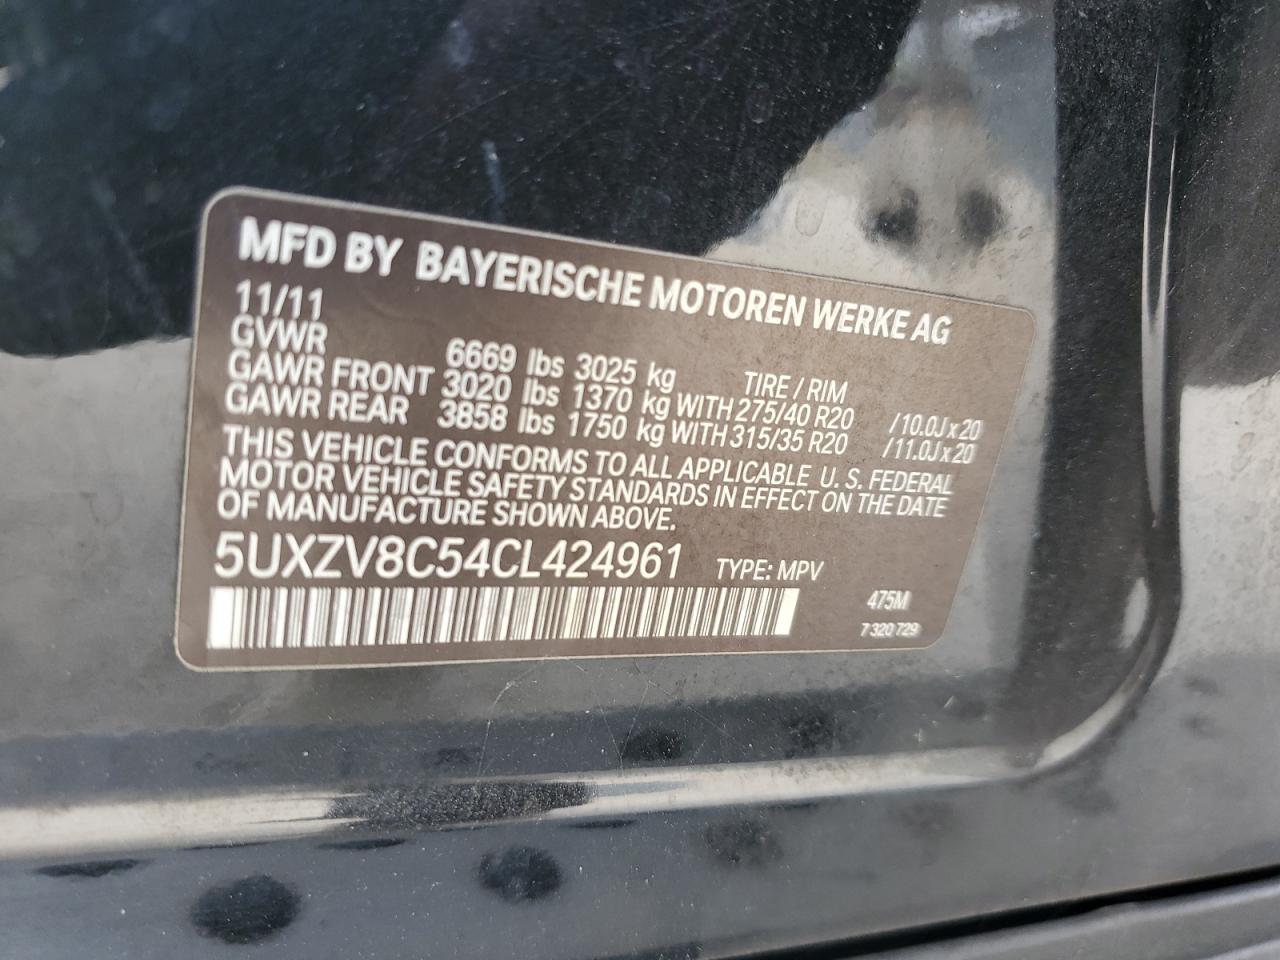 MFD BY BAYERISCHE MOTOREN WERKE AG
11/11
GVWR 6669 lbs 3025 kg TIRE / RIM
GAWR FRONT 3020 lbs 1370 kg WITH 275/40 R20 /10.0J x 20
GAWR REAR 3858 lbs 1750 kg WITH 315/35 R20 /11.0J x 20
THIS VEHICLE CONFORMS TO ALL APPLICABLE U. S. FEDERAL
MOTOR VEHICLE SAFETY STANDARDS IN EFFECT ON THE DATE
OF MANUFACTURE SHOWN ABOVE.
5UXZV8C54CL424961 TYPE: MPV
475M
7 320 729